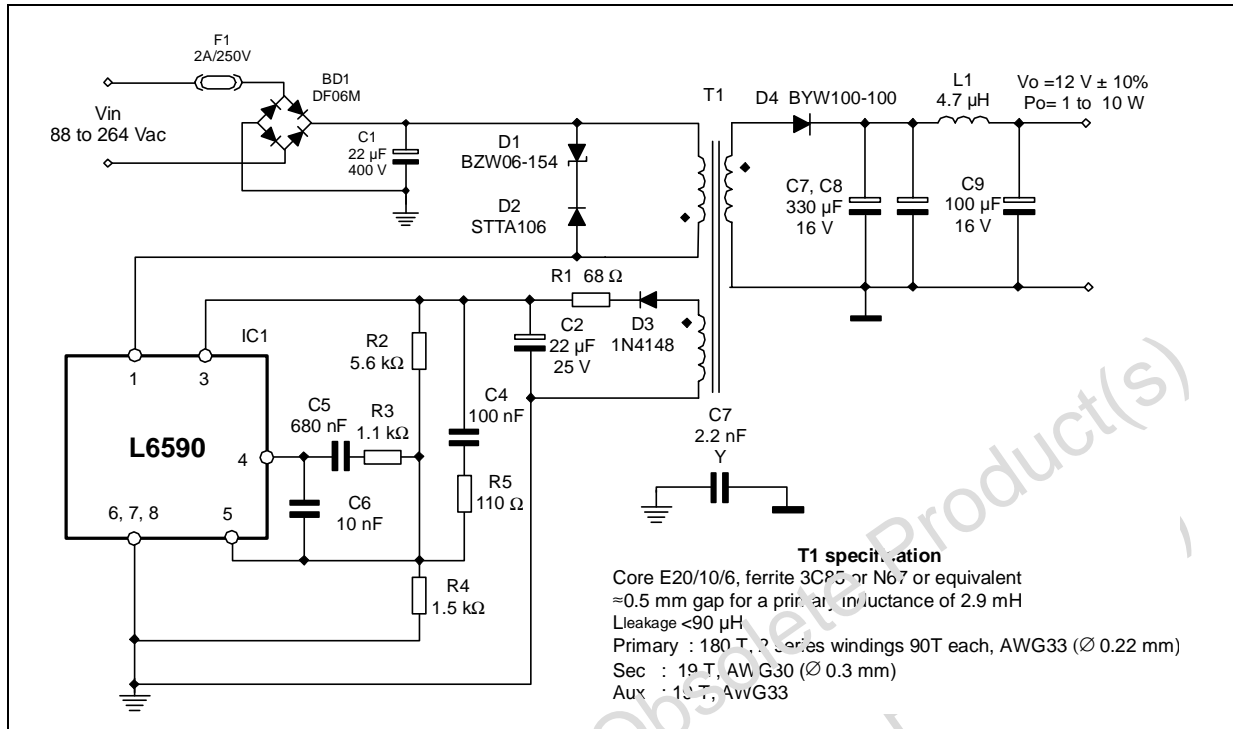 F1
2A/250V
BD1
DF06M
Vin
88 to 264 Vac
C1
22 µF
400 V
D1
BZW06-154
D2
STTA106
T1
D4 BYW100-100
L1
4.7 µH
Vo =12 V ± 10%
Po= 1 to 10 W
C7, C8
330 µF
16 V
C9
100 µF
16 V
R1 68 Ω
D3
1N4148
C2
22 µF
25 V
IC1
R2
5.6 kΩ
C4
100 nF
1
3
C5
680 nF
R3
1.1 kΩ
L6590
4
C6
10 nF
R5
110 Ω
6, 7, 8
5
R4
1.5 kΩ
C7
2.2 nF
Y
T1 specification
Core E20/10/6, ferrite 3C85 or N67 or equivalent
≈0.5 mm gap for a primary inductance of 2.9 mH
Lleakage <90 µH
Primary : 180 T, 2 series windings 90T each, AWG33 (∅ 0.22 mm)
Sec : 19 T, AWG30 (∅ 0.3 mm)
Aux : 19 T, AWG33
Obsolete Product(s)